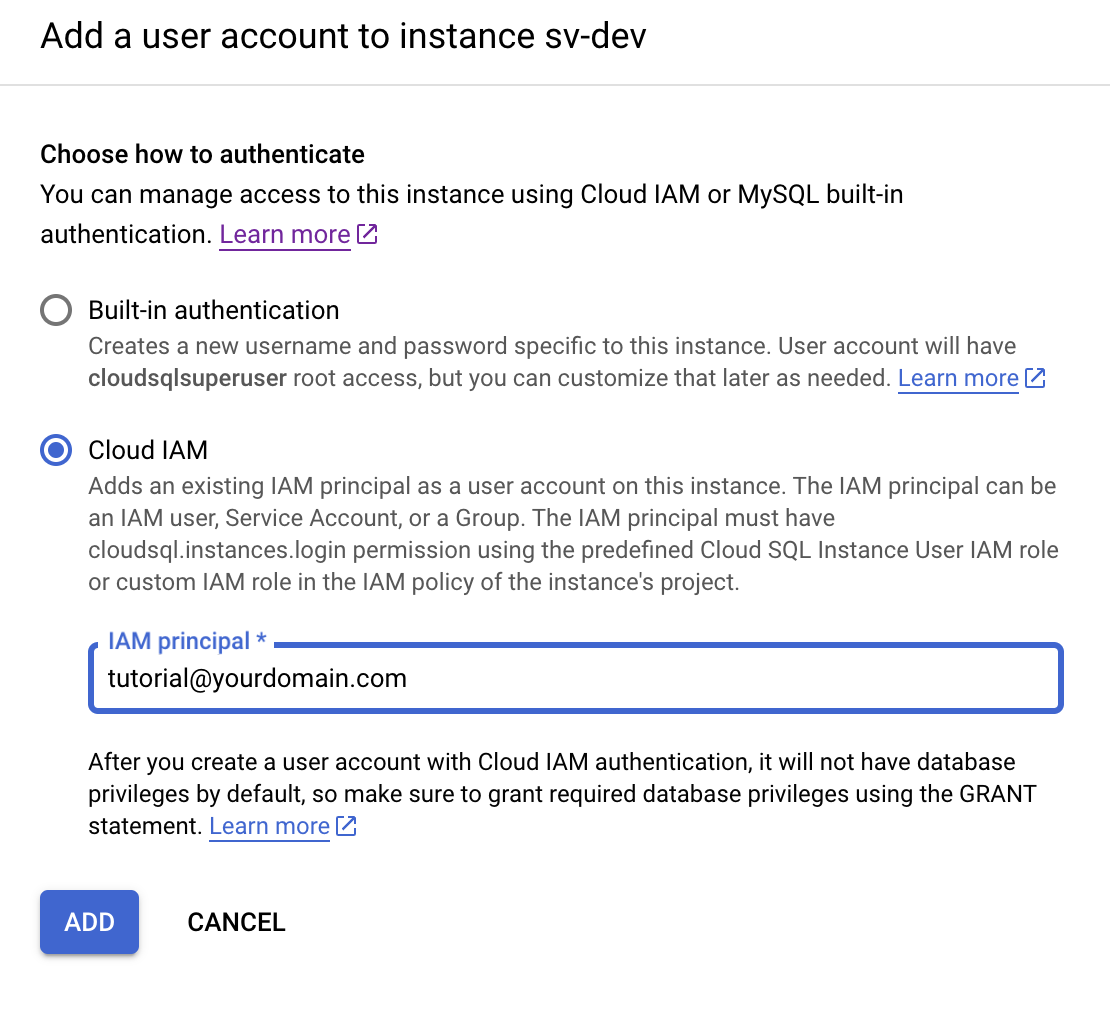 Add a user account to instance sv-dev
Choose how to authenticate
You can manage access to this instance using Cloud IAM or MySQL built-in
authentication. Learn more
Built-in authentication
Creates a new username and password specific to this instance. User account will have
cloudsqlsuperuser root access, but you can customize that later as needed. Learn more
Cloud IAM
Adds an existing IAM principal as a user account on this instance. The IAM principal can be
an IAM user, Service Account, or a Group. The IAM principal must have
cloudsql.instances.login permission using the predefined Cloud SQL Instance User IAM role
or custom IAM role in the IAM policy of the instance's project.
IAM principal *
tutorial@yourdomain.com
After you create a user account with Cloud IAM authentication, it will not have database
privileges by default, so make sure to grant required database privileges using the GRANT
statement. Learn more
ADD CANCEL